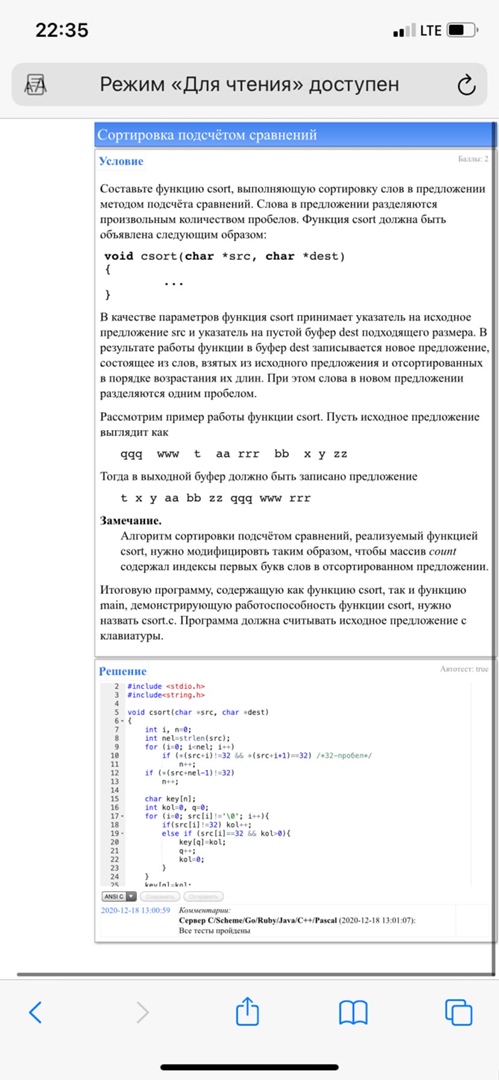 22:35
LTE
Режим «Для чтения» доступен
Сортировка подсчётом сравнений
Условие
Баллы: 2
Составьте функцию csort, выполняющую сортировку слов в предложении
методом подсчёта сравнений. Слова в предложении разделяются
произвольным количеством пробелов. Функция csort должна быть
объявлена следующим образом:
void csort(char *src, char *dest)
{
...
}
В качестве параметров функция csort принимает указатель на исходное
предложение src и указатель на пустой буфер dest подходящего размера. В
результате работы функции в буфер dest записывается новое предложение,
состоящее из слов, взятых из исходного предложения и отсортированных
в порядке возрастания их длин. При этом слова в новом предложении
разделяются одним пробелом.
Рассмотрим пример работы функции csort. Пусть исходное предложение
выглядит как
qqq www t aa rrr bb x y zz
Тогда в выходной буфер должно быть записано предложение
t x y aa bb zz qqq www rrr
Замечание.
Алгоритм сортировки подсчётом сравнений, реализуемый функцией
csort, нужно модифицировть таким образом, чтобы массив count
содержал индексы первых букв слов в отсортированном предложении.
Итоговую программу, содержащую как функцию csort, так и функцию
main, демонстрирующую работоспособность функции csort, нужно
назвать csort.c. Программа должна считывать исходное предложение с
клавиатуры.
Решение
Автотест: true
2 #include <stdio.h>
3 #include<string.h>
4
5 void csort(char *src, char *dest)
6 {
7 int i, n=0;
8 int nel=strlen(src);
9 for (i=0; i<nel; i++)
10 if (*(src+i)!=32 && *(src+i+1)==32) /*32-пробел*/
11 n++;
12 if (*(src+nel-1)!=32)
13 n++;
14
15 char key[n];
16 int kol=0, q=0;
17 for (i=0; src[i]!='\0'; i++){
18 if(src[i]!=32) kol++;
19 else if (src[i]==32 && kol>0){
20 key[q]=kol;
21 q++;
22 kol=0;
23 }
24 }
25 key[q]=kol;
ANSI C Сохранить Отправить
2020-12-18 13:00:59 Комментарии:
Сервер C/Scheme/Go/Ruby/Java/C++/Pascal (2020-12-18 13:01:07):
Все тесты пройдены